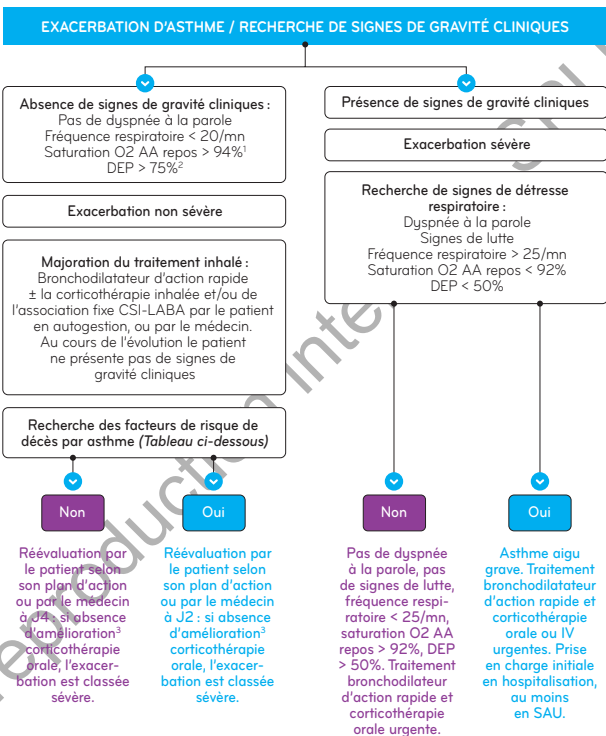 EXACERBATION D'ASTHME / RECHERCHE DE SIGNES DE GRAVITÉ CLINIQUES
Absence de signes de gravité cliniques :
Pas de dyspnée à la parole
Fréquence respiratoire < 20/mn
Saturation O2 AA repos > 94%¹
DEP > 75%²
Exacerbation non sévère
Majoration du traitement inhalé :
Bronchodilatateur d'action rapide
± la corticothérapie inhalée et/ou de
l'association fixe CSI-LABA par le patient
en autogestion, ou par le médecin.
Au cours de l'évolution le patient
ne présente pas de signes de
gravité cliniques
Recherche des facteurs de risque de
décès par asthme (Tableau ci-dessous)
Non
Réévaluation par
le patient selon
son plan d'action
ou par le médecin
à J4 : si absence
d'amélioration³
corticothérapie
orale, l'exacer-
bation est classée
sévère.
Oui
Réévaluation par
le patient selon
son plan d'action
ou par le médecin
à J2 : si absence
d'amélioration³
corticothérapie
orale, l'exacer-
bation est classée
sévère.
Présence de signes de gravité cliniques
Exacerbation sévère
Recherche de signes de détresse
respiratoire :
Dyspnée à la parole
Signes de lutte
Fréquence respiratoire > 25/mn
Saturation O2 AA repos < 92%
DEP < 50%
Non
Pas de dyspnée
à la parole, pas
de signes de lutte,
fréquence respi-
ratoire < 25/mn,
saturation O2 AA
repos > 92%, DEP
> 50%. Traitement
bronchodilateur
d'action rapide et
corticothérapie
orale urgente.
Oui
Asthme aigu
grave. Traitement
bronchodilatateur
d'action rapide et
corticothérapie
orale ou IV
urgentes. Prise
en charge initiale
en hospitalisation,
au moins
en SAU.